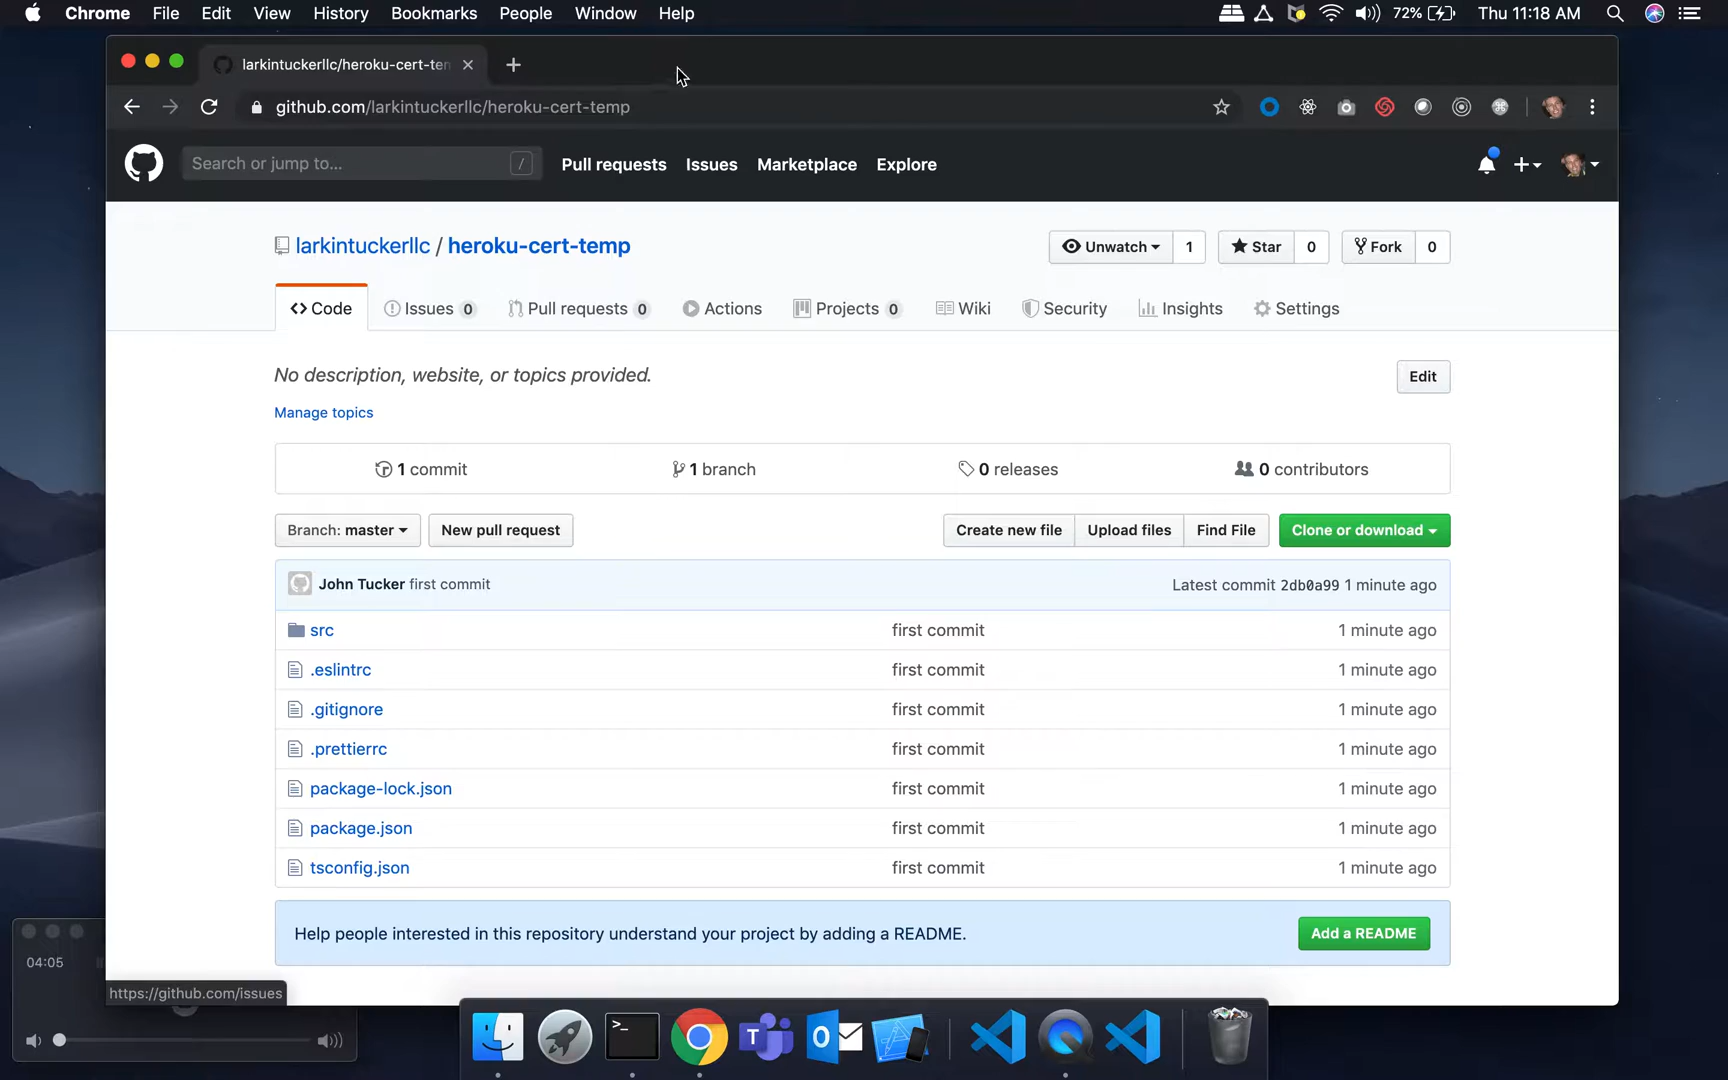 Chrome File Edit View History Bookmarks People Window Help 72% Thu 11:18 AM
larkintuckerllc/heroku-cert-tem
github.com/larkintuckerllc/heroku-cert-temp
Search or jump to... / Pull requests Issues Marketplace Explore
larkintuckerllc / heroku-cert-temp Unwatch 1 Star 0 Fork 0
Code Issues 0 Pull requests 0 Actions Projects 0 Wiki Security Insights Settings
No description, website, or topics provided. Edit
Manage topics
1 commit 1 branch 0 releases 0 contributors
Branch: master New pull request Create new file Upload files Find File Clone or download
John Tucker first commit Latest commit 2db0a99 1 minute ago
src first commit 1 minute ago
.eslintrc first commit 1 minute ago
.gitignore first commit 1 minute ago
.prettierrc first commit 1 minute ago
package-lock.json first commit 1 minute ago
package.json first commit 1 minute ago
tsconfig.json first commit 1 minute ago
Help people interested in this repository understand your project by adding a README. Add a README
04:05
https://github.com/issues